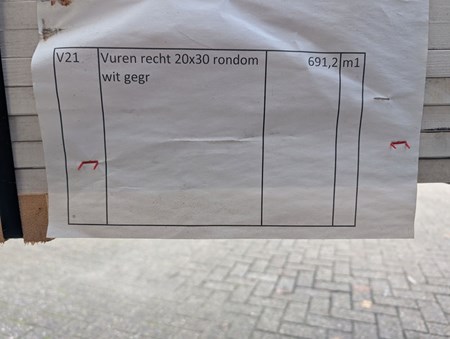 V21 Vuren recht 20x30 rondom 691,2 m1
wit gegr